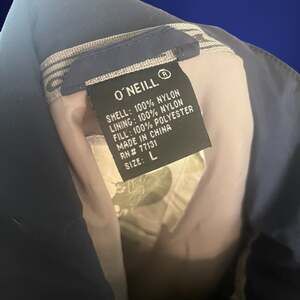 O'NEILL ®
SHELL: 100% NYLON
LINING: 100% NYLON
FILL: 100% POLYESTER
MADE IN CHINA
RN# 77131
SIZE: L